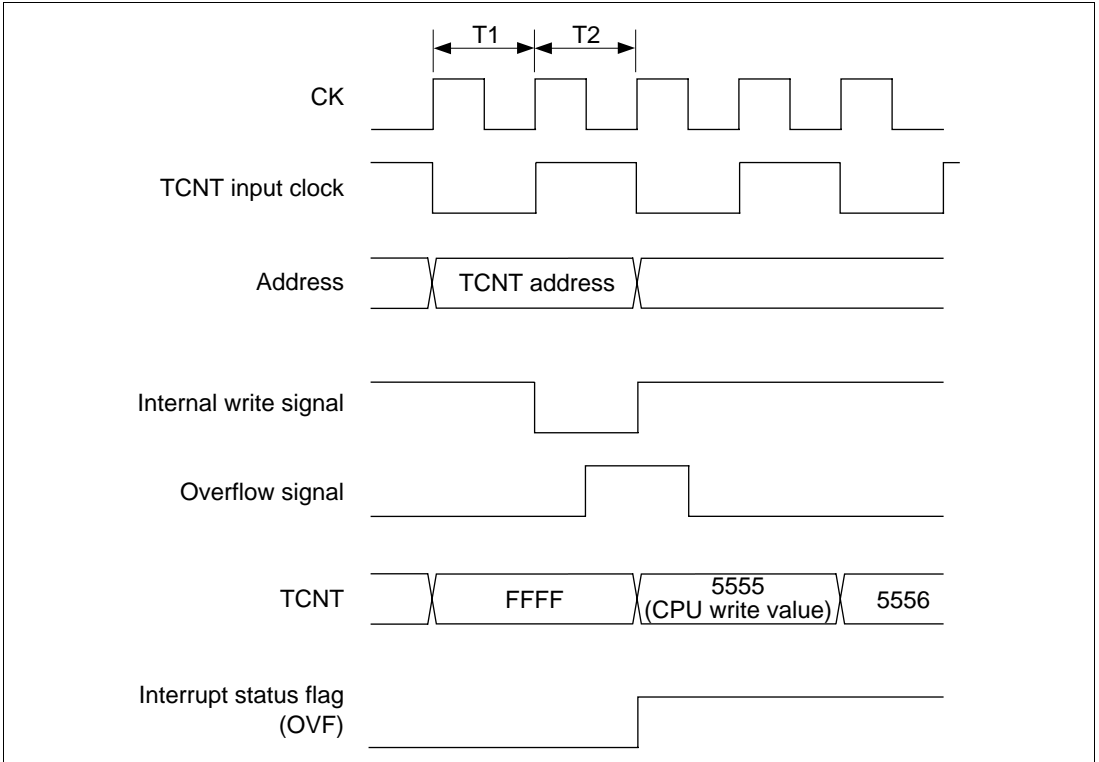 T1 T2
CK
TCNT input clock
Address TCNT address
Internal write signal
Overflow signal
TCNT FFFF 5555 5556
(CPU write value)
Interrupt status flag
(OVF)